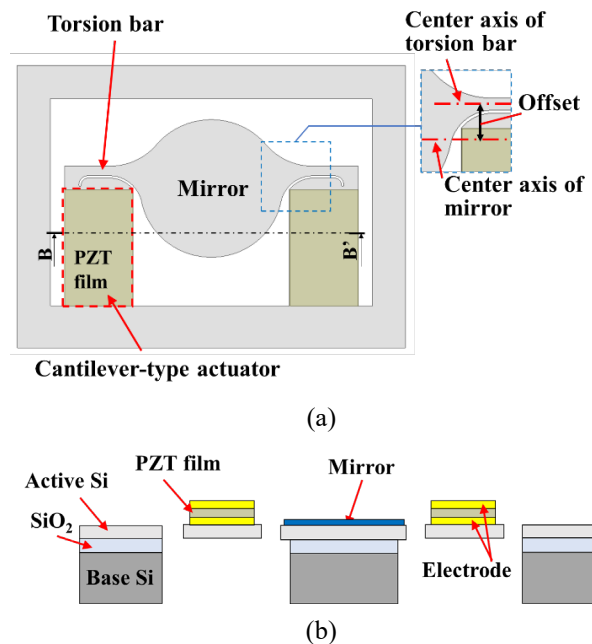 Torsion bar
Center axis of
torsion bar
Offset
Mirror
Center axis of
mirror
B
B'
PZT
film
Cantilever-type actuator
(a)
PZT film
Mirror
Active Si
SiO₂
Base Si
Electrode
(b)